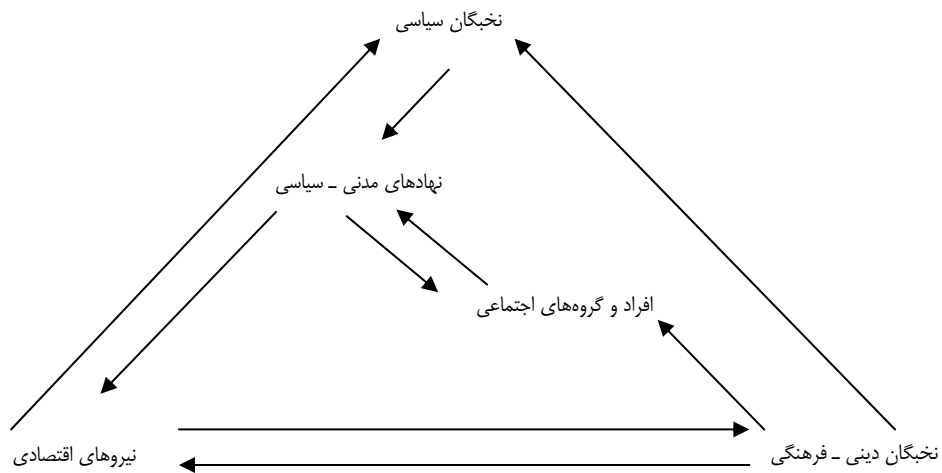 نخبگان سیاسی
نهادهای مدنی ـ سیاسی
افراد و گروه‌های اجتماعی
نخبگان دینی ـ فرهنگی
نیروهای اقتصادی